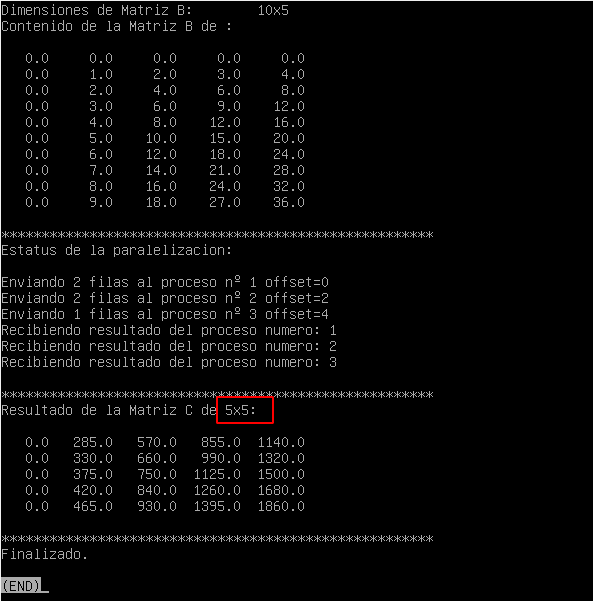 Dimensiones de Matriz B:        10x5
Contenido de la Matriz B de :
0.0     0.0     0.0     0.0     0.0
0.0     1.0     2.0     3.0     4.0
0.0     2.0     4.0     6.0     8.0
0.0     3.0     6.0     9.0    12.0
0.0     4.0     8.0    12.0    16.0
0.0     5.0    10.0    15.0    20.0
0.0     6.0    12.0    18.0    24.0
0.0     7.0    14.0    21.0    28.0
0.0     8.0    16.0    24.0    32.0
0.0     9.0    18.0    27.0    36.0
******************************************************
Estatus de la paralelizacion:
Enviando 2 filas al proceso nº 1 offset=0
Enviando 2 filas al proceso nº 2 offset=2
Enviando 1 filas al proceso nº 3 offset=4
Recibiendo resultado del proceso numero: 1
Recibiendo resultado del proceso numero: 2
Recibiendo resultado del proceso numero: 3
******************************************************
Resultado de la Matriz C de 5x5:
0.0   285.0   570.0   855.0  1140.0
0.0   330.0   660.0   990.0  1320.0
0.0   375.0   750.0  1125.0  1500.0
0.0   420.0   840.0  1260.0  1680.0
0.0   465.0   930.0  1395.0  1860.0
******************************************************
Finalizado.
(END)